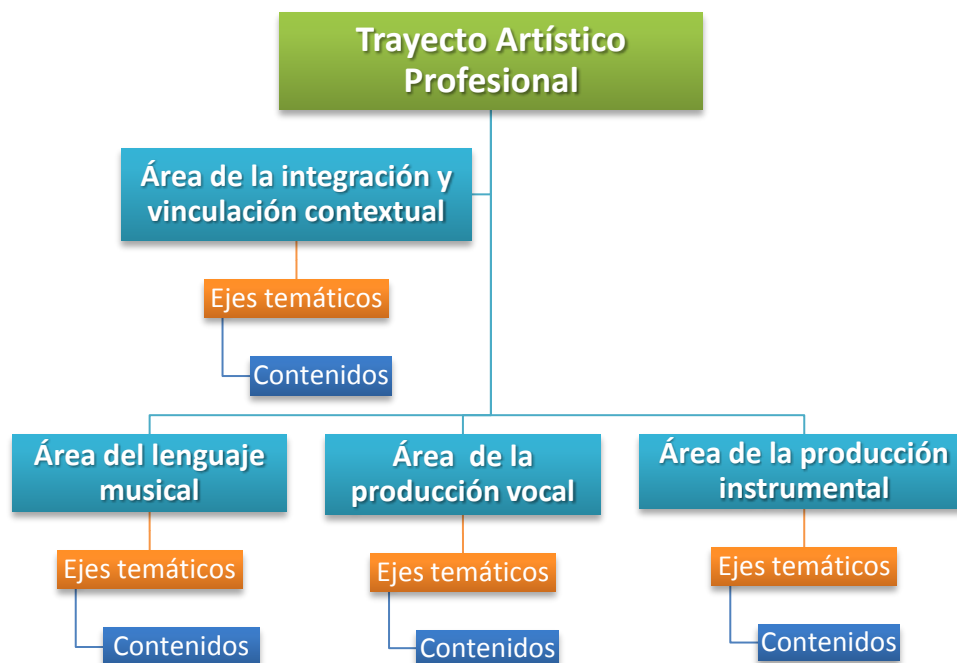 Trayecto Artístico
Profesional
Área de la integración y
vinculación contextual
Ejes temáticos
Contenidos
Área del lenguaje
musical
Ejes temáticos
Contenidos
Área de la
producción vocal
Ejes temáticos
Contenidos
Área de la producción
instrumental
Ejes temáticos
Contenidos